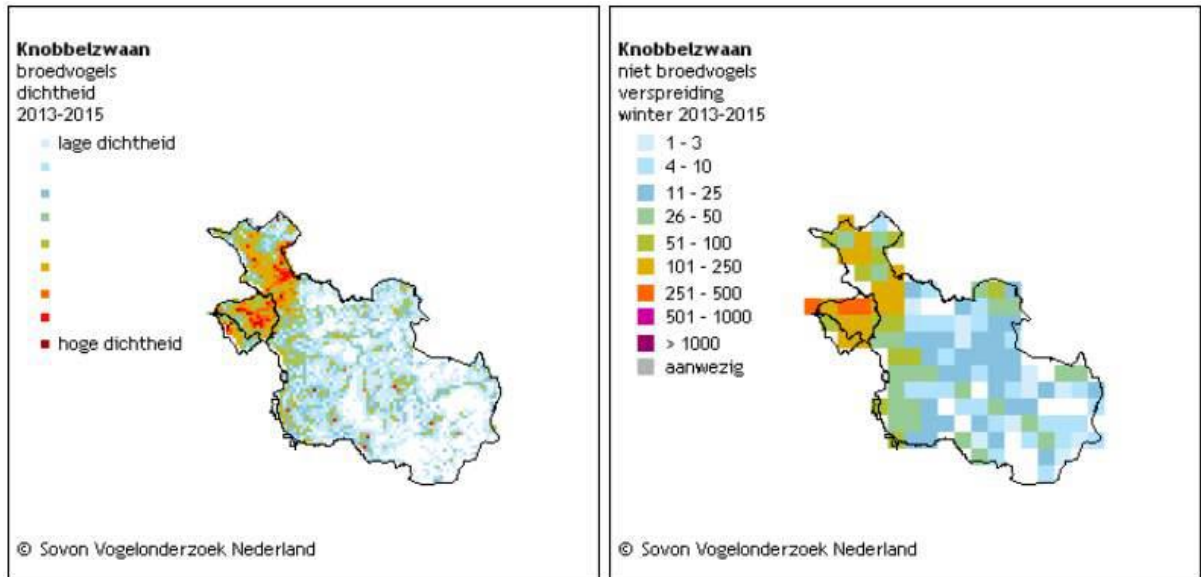 Knobbelzwaan
broedvogels
dichtheid
2013-2015
lage dichtheid
hoge dichtheid
© Sovon Vogelonderzoek Nederland
Knobbelzwaan
niet broedvogels
verspreiding
winter 2013-2015
1 - 3
4 - 10
11 - 25
26 - 50
51 - 100
101 - 250
251 - 500
501 - 1000
> 1000
aanwezig
© Sovon Vogelonderzoek Nederland